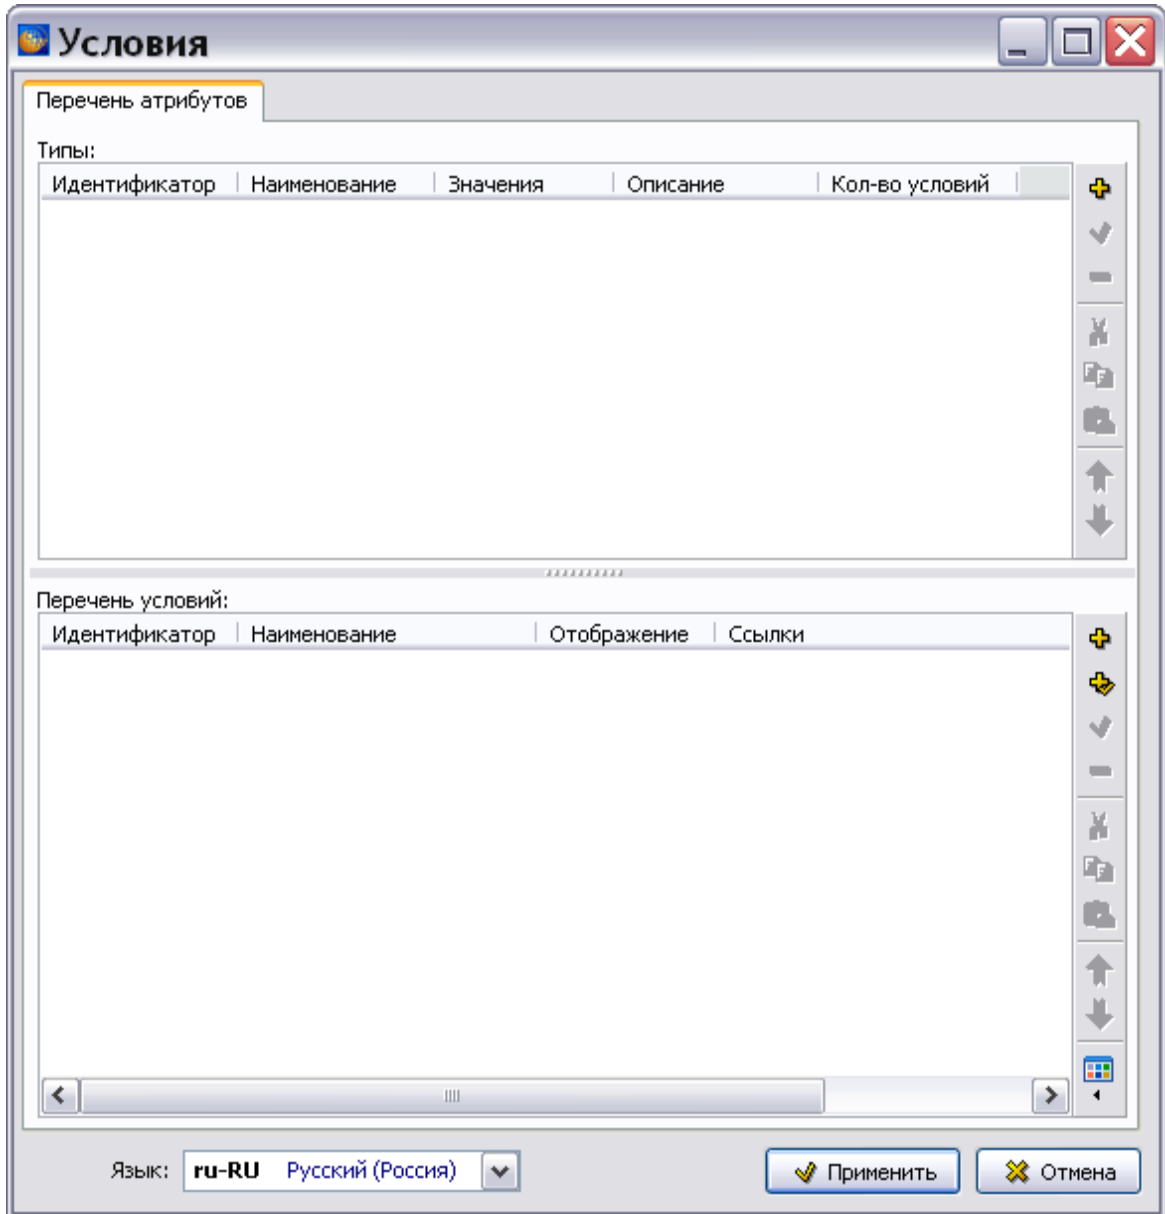 Условия
Перечень атрибутов
Типы:
Идентификатор Наименование Значения Описание Кол-во условий
Перечень условий:
Идентификатор Наименование Отображение Ссылки
Язык: ru-RU Русский (Россия) Применить Отмена